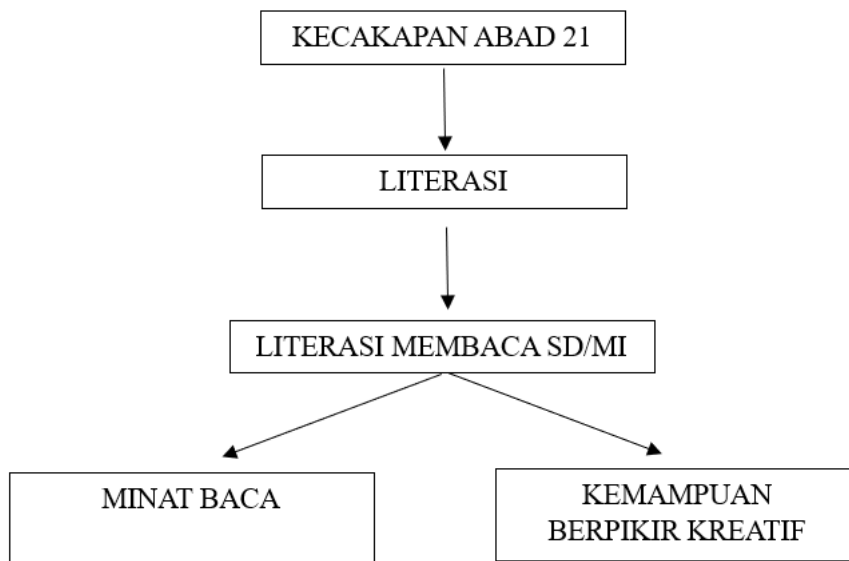 KECAKAPAN ABAD 21
LITERASI
LITERASI MEMBACA SD/MI
MINAT BACA
KEMAMPUAN
BERPIKIR KREATIF